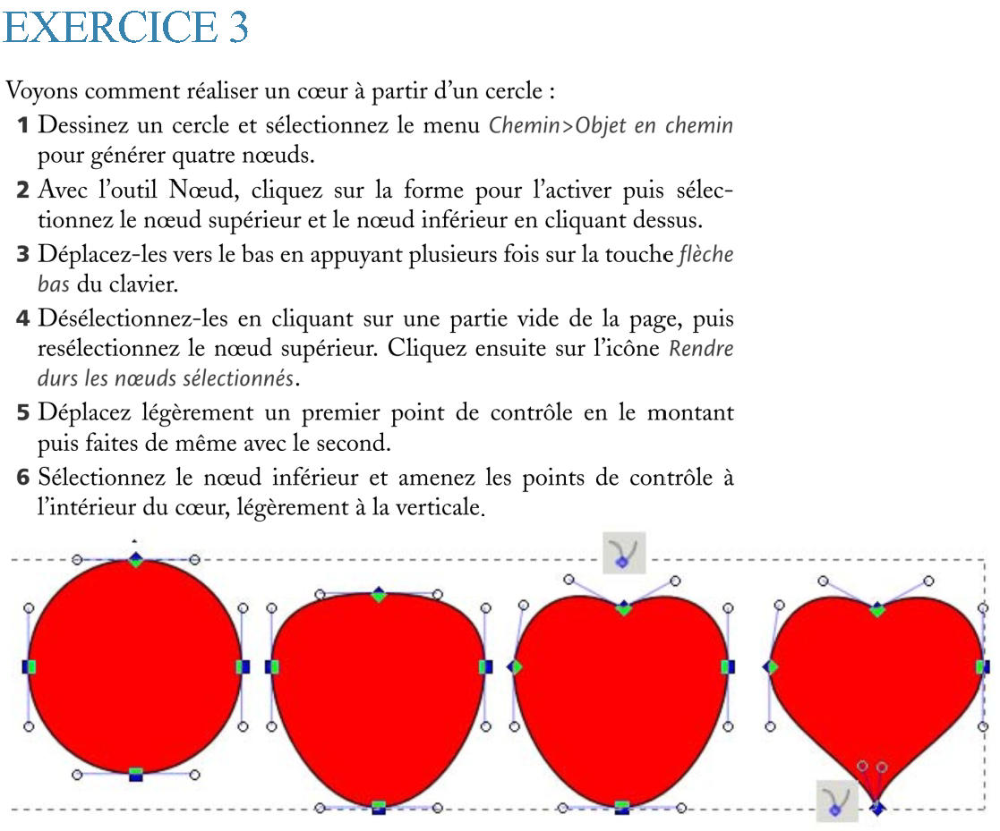 EXERCICE 3
Voyons comment réaliser un cœur à partir d’un cercle :
1 Dessinez un cercle et sélectionnez le menu Chemin>Objet en chemin
pour générer quatre nœuds.
2 Avec l’outil Nœud, cliquez sur la forme pour l’activer puis sélec-
tionnez le nœud supérieur et le nœud inférieur en cliquant dessus.
3 Déplacez-les vers le bas en appuyant plusieurs fois sur la touche flèche
bas du clavier.
4 Désélectionnez-les en cliquant sur une partie vide de la page, puis
resélectionnez le nœud supérieur. Cliquez ensuite sur l’icône Rendre
durs les nœuds sélectionnés.
5 Déplacez légèrement un premier point de contrôle en le montant
puis faites de même avec le second.
6 Sélectionnez le nœud inférieur et amenez les points de contrôle à
l’intérieur du cœur, légèrement à la verticale.